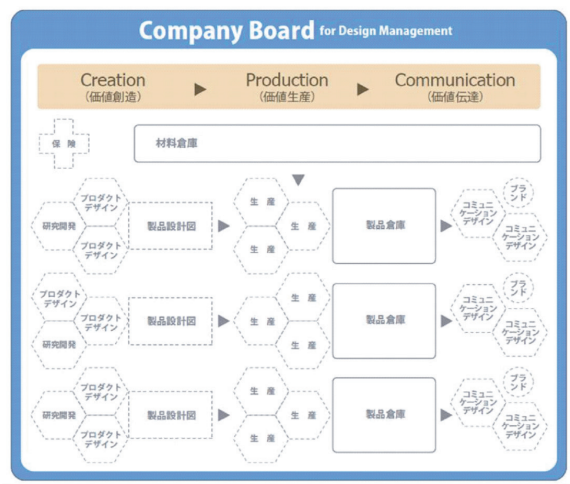 Company Board for Design Management
Creation
Production
Communication
(価値創造)
(価値生産)
(価値伝達)
保 険
材料倉庫
プロダクト
デザイン
研究開発
プロダクト
デザイン
製品設計図
生 産
生 産
生 産
製品倉庫
コミュニ
ケーション
デザイン
ブラ
ンド
コミュニ
ケーション
デザイン
プロダクト
デザイン
プロダクト
デザイン
研究開発
製品設計図
生 産
生 産
生 産
製品倉庫
コミュニ
ケーション
デザイン
ブラ
ンド
コミュニ
ケーション
デザイン
プロダクト
デザイン
研究開発
プロダクト
デザイン
製品設計図
生 産
生 産
生 産
製品倉庫
コミュニ
ケーション
デザイン
ブラ
ンド
コミュニ
ケーション
デザイン